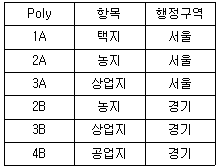 Poly 항목 행정구역
1A 택지 서울
2A 농지 서울
3A 상업지 서울
2B 농지 경기
3B 상업지 경기
4B 공업지 경기